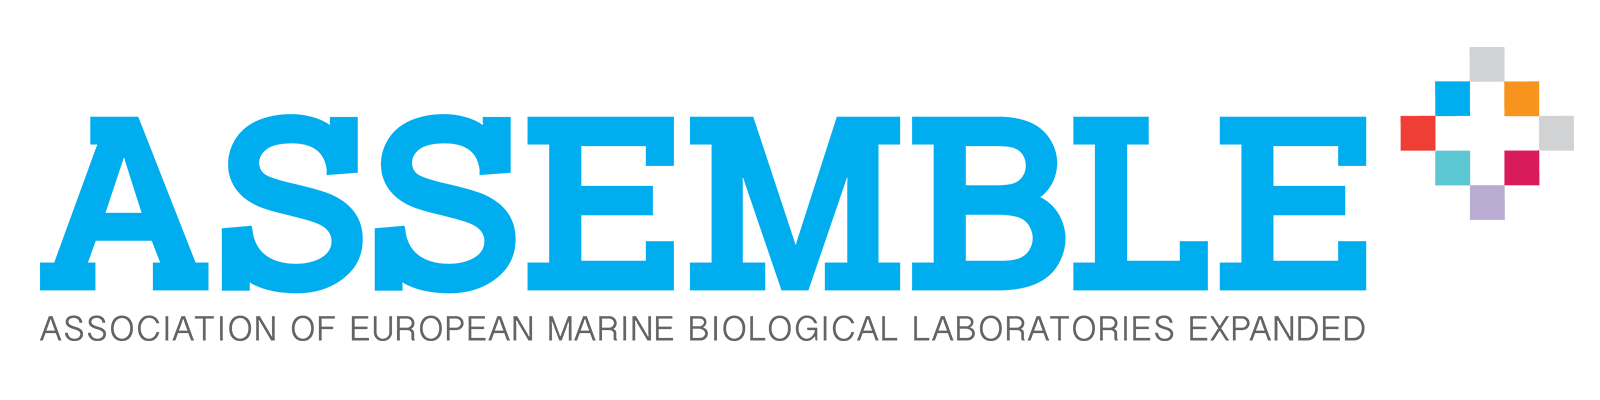 ASSEMBLE
ASSOCIATION OF EUROPEAN MARINE BIOLOGICAL LABORATORIES EXPANDED